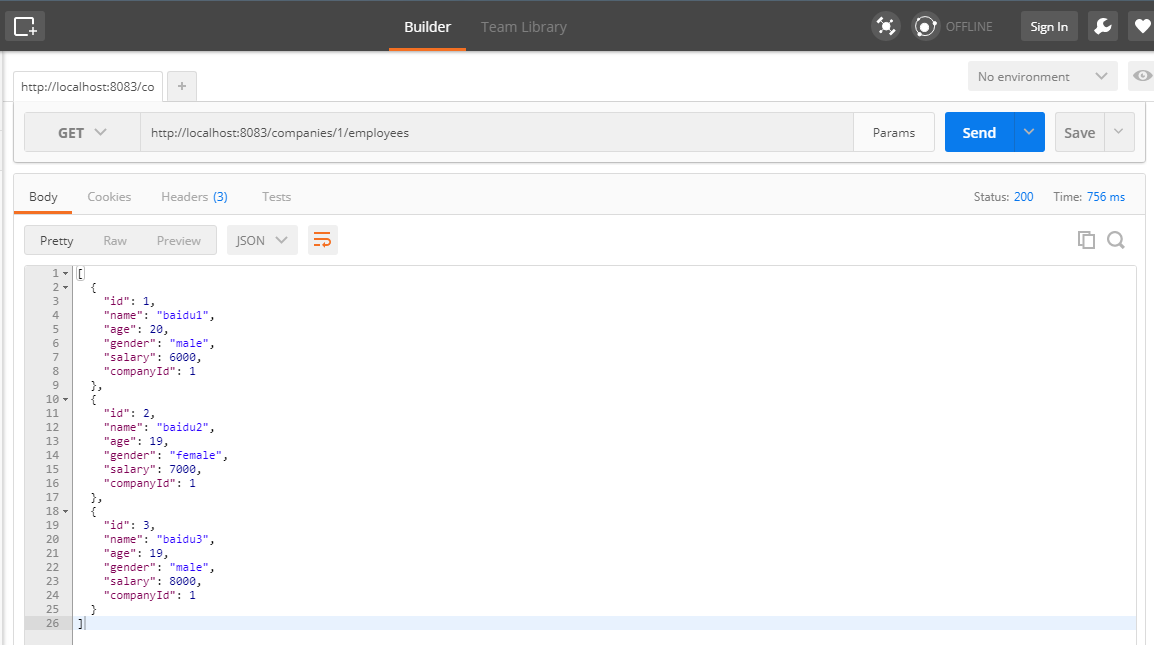 Builder Team Library OFFLINE Sign In
http://localhost:8083/co + No environment
GET http://localhost:8083/companies/1/employees Params Send Save
Body Cookies Headers (3) Tests Status: 200 Time: 756 ms
Pretty Raw Preview JSON
1 [
2 {
3 "id": 1,
4 "name": "baidu1",
5 "age": 20,
6 "gender": "male",
7 "salary": 6000,
8 "companyId": 1
9 },
10 {
11 "id": 2,
12 "name": "baidu2",
13 "age": 19,
14 "gender": "female",
15 "salary": 7000,
16 "companyId": 1
17 },
18 {
19 "id": 3,
20 "name": "baidu3",
21 "age": 19,
22 "gender": "male",
23 "salary": 8000,
24 "companyId": 1
25 }
26 ]